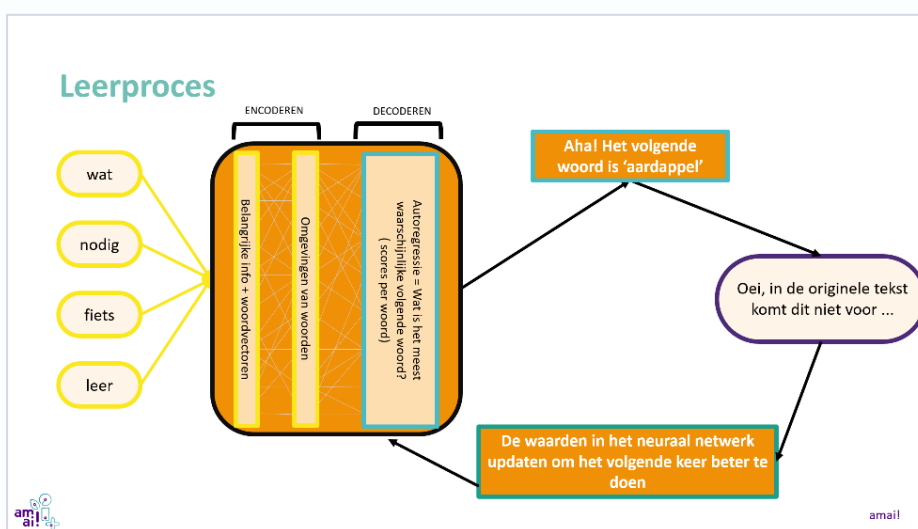 Leerproces
ENCODEREN
DECODEREN
wat
nodig
fiets
leer
Belangrijke info + woordvectoren
Omgevingen van woorden
Autoregressie = Wat is het meest
waarschijnlijke volgende woord?
( scores per woord)
Aha! Het volgende
woord is ‘aardappel’
Oei, in de originele tekst
komt dit niet voor ...
De waarden in het neuraal netwerk
updaten om het volgende keer beter te
doen
am
ai!
amai!